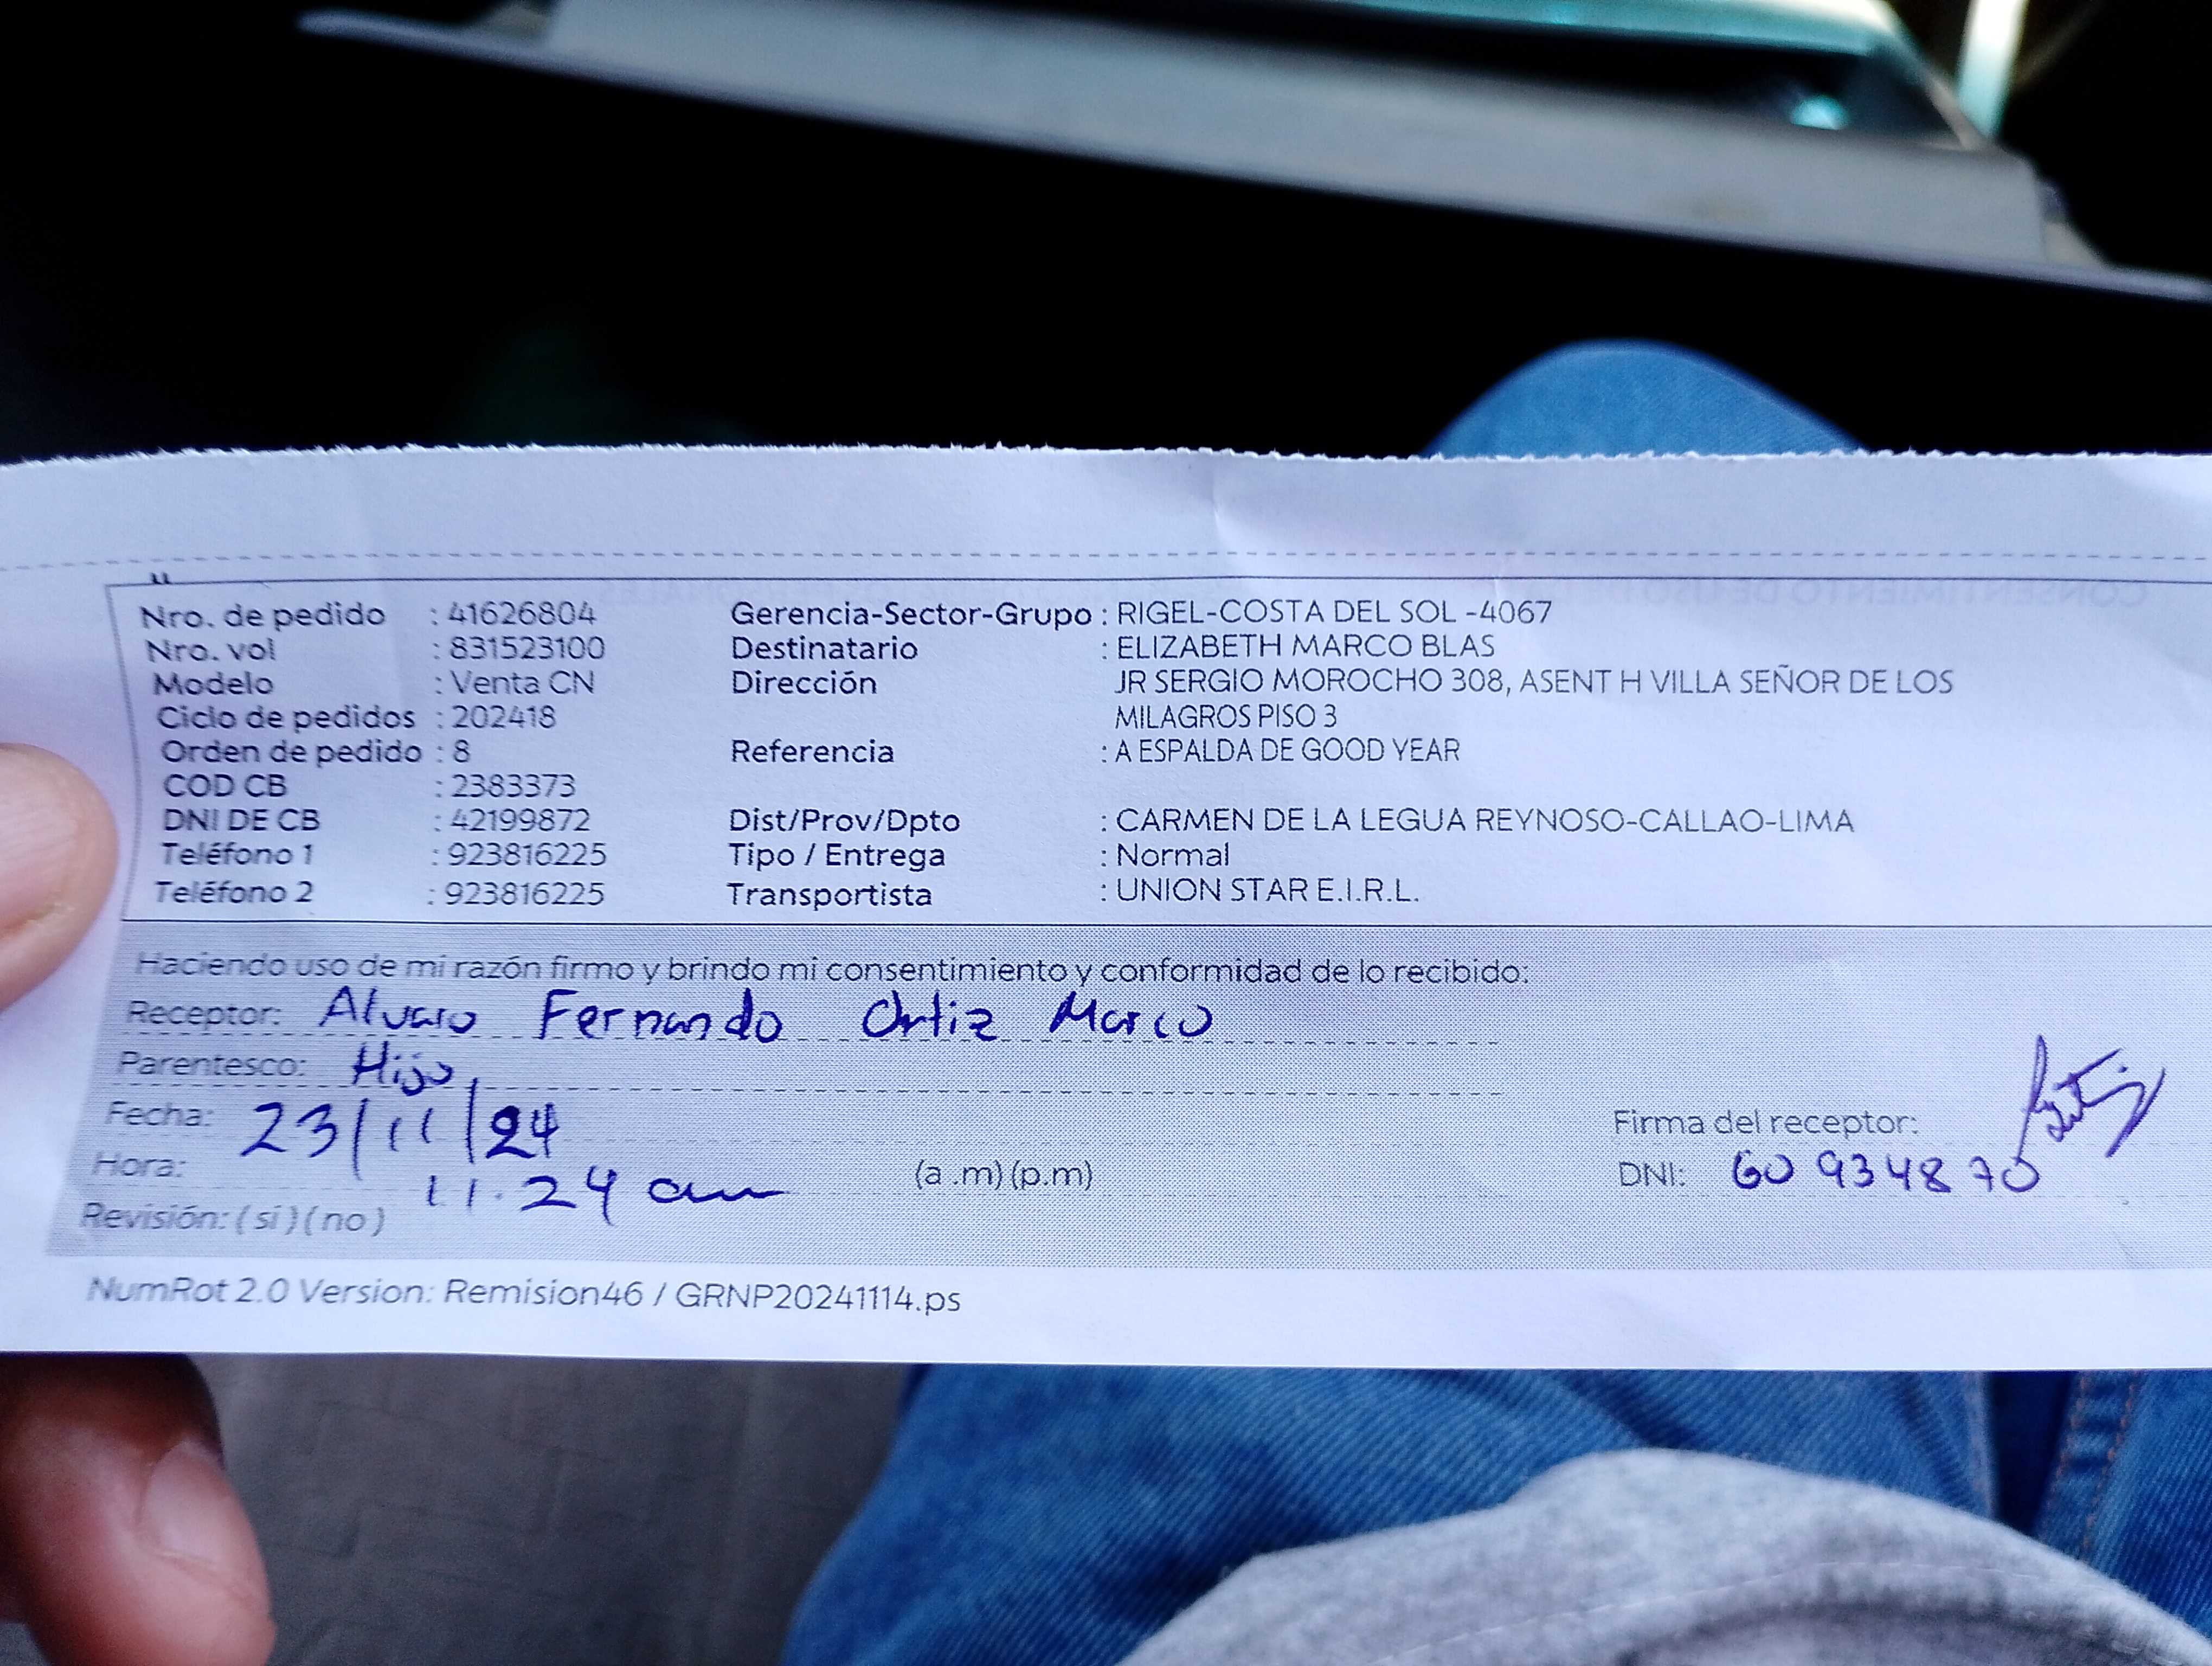 Nro. de pedido : 41626804 Gerencia-Sector-Grupo : RIGEL-COSTA DEL SOL -4067
Nro. vol : 831523100 Destinatario : ELIZABETH MARCO BLAS
Modelo : Venta CN Dirección JR SERGIO MOROCHO 308, ASENT H VILLA SEÑOR DE LOS
Ciclo de pedidos : 202418 MILAGROS PISO 3
Orden de pedido : 8 Referencia : A ESPALDA DE GOOD YEAR
COD CB : 2383373
DNI DE CB : 42199872 Dist/Prov/Dpto : CARMEN DE LA LEGUA REYNOSO-CALLAO-LIMA
Teléfono 1 : 923816225 Tipo / Entrega : Normal
Teléfono 2 : 923816225 Transportista : UNION STAR E.I.R.L.
Haciendo uso de mi razón firmo y brindo mi consentimiento y conformidad de lo recibido:
Receptor: Alvaro Fernando Ortiz Marco
Parentesco: Hijo
Fecha: 23/11/24 Firma del receptor:
Hora: 11.24 am (a .m) (p.m) DNI: 60934870
Revisión: ( si ) ( no )
NumRot 2.0 Version: Remision46 / GRNP20241114.ps